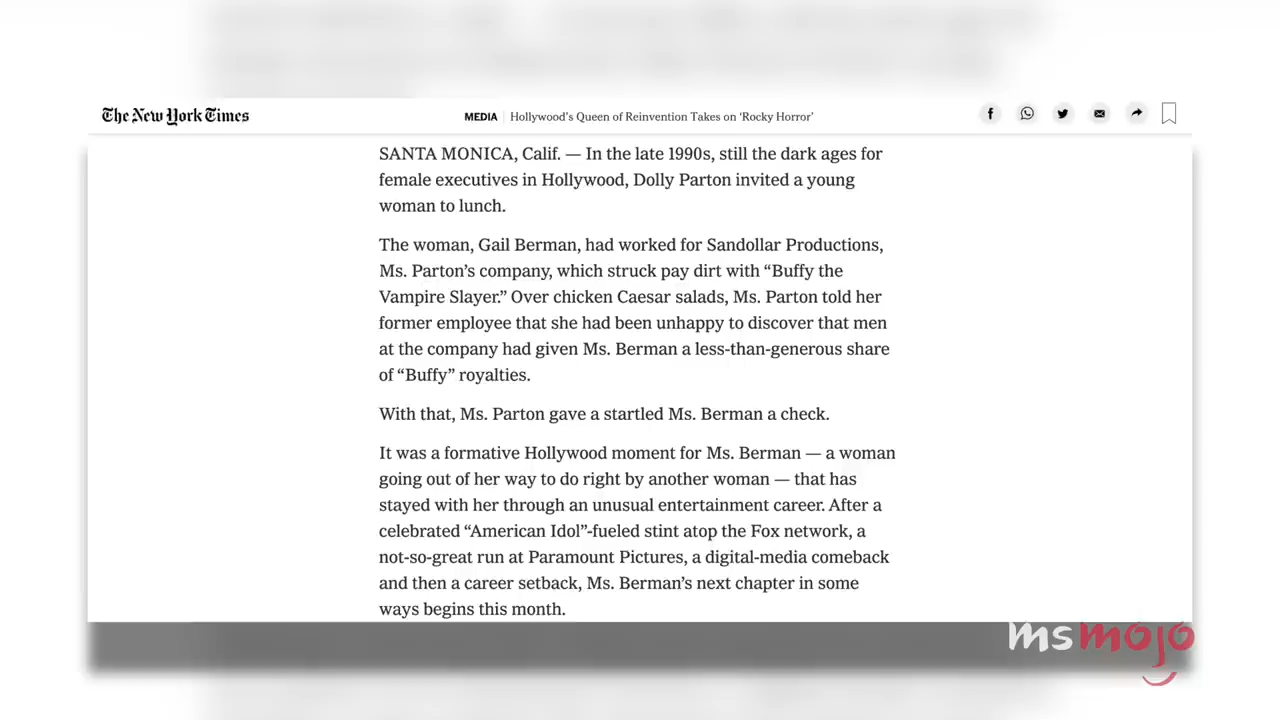 The New York Times
MEDIA | Hollywood’s Queen of Reinvention Takes on ‘Rocky Horror’
SANTA MONICA, Calif. — In the late 1990s, still the dark ages for
female executives in Hollywood, Dolly Parton invited a young
woman to lunch.
The woman, Gail Berman, had worked for Sandollar Productions,
Ms. Parton’s company, which struck pay dirt with “Buffy the
Vampire Slayer.” Over chicken Caesar salads, Ms. Parton told her
former employee that she had been unhappy to discover that men
at the company had given Ms. Berman a less-than-generous share
of “Buffy” royalties.
With that, Ms. Parton gave a startled Ms. Berman a check.
It was a formative Hollywood moment for Ms. Berman — a woman
going out of her way to do right by another woman — that has
stayed with her through an unusual entertainment career. After a
celebrated “American Idol”-fueled stint atop the Fox network, a
not-so-great run at Paramount Pictures, a digital-media comeback
and then a career setback, Ms. Berman’s next chapter in some
ways begins this month.
msmojo